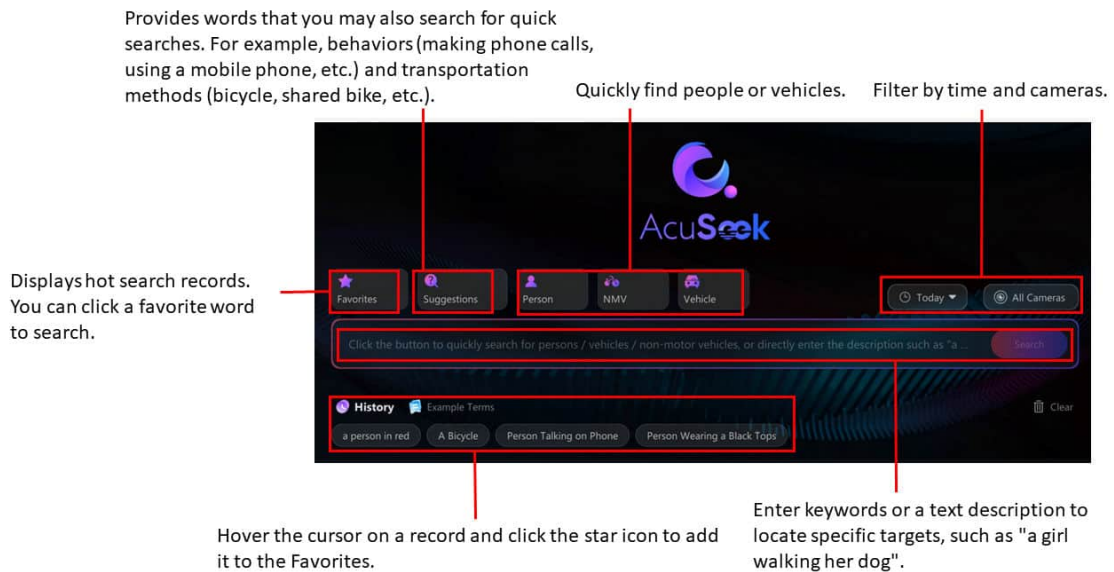 Provides words that you may also search for quick
searches. For example, behaviors (making phone calls,
using a mobile phone, etc.) and transportation
methods (bicycle, shared bike, etc.).
Quickly find people or vehicles.
Filter by time and cameras.
AcuSeek
Displays hot search records.
You can click a favorite word
to search.
Favorites
Suggestions
Person
NMV
Vehicle
Today
All Cameras
Click the button to quickly search for persons / vehicles / non-motor vehicles, or directly enter the description such as "a ...
Search
History
Example Terms
Clear
a person in red
A Bicycle
Person Talking on Phone
Person Wearing a Black Tops
Hover the cursor on a record and click the star icon to add
it to the Favorites.
Enter keywords or a text description to
locate specific targets, such as "a girl
walking her dog".